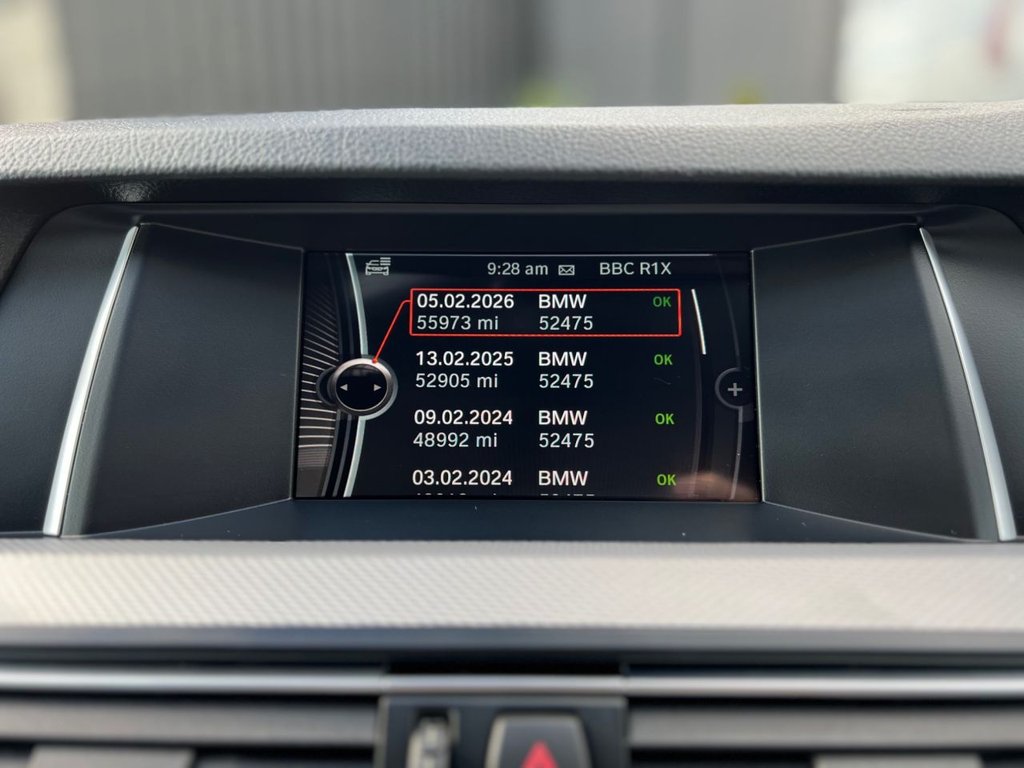 9:28 am BBC R1X
05.02.2026 BMW OK
55973 mi 52475
13.02.2025 BMW OK
52905 mi 52475
09.02.2024 BMW OK
48992 mi 52475
03.02.2024 BMW OK